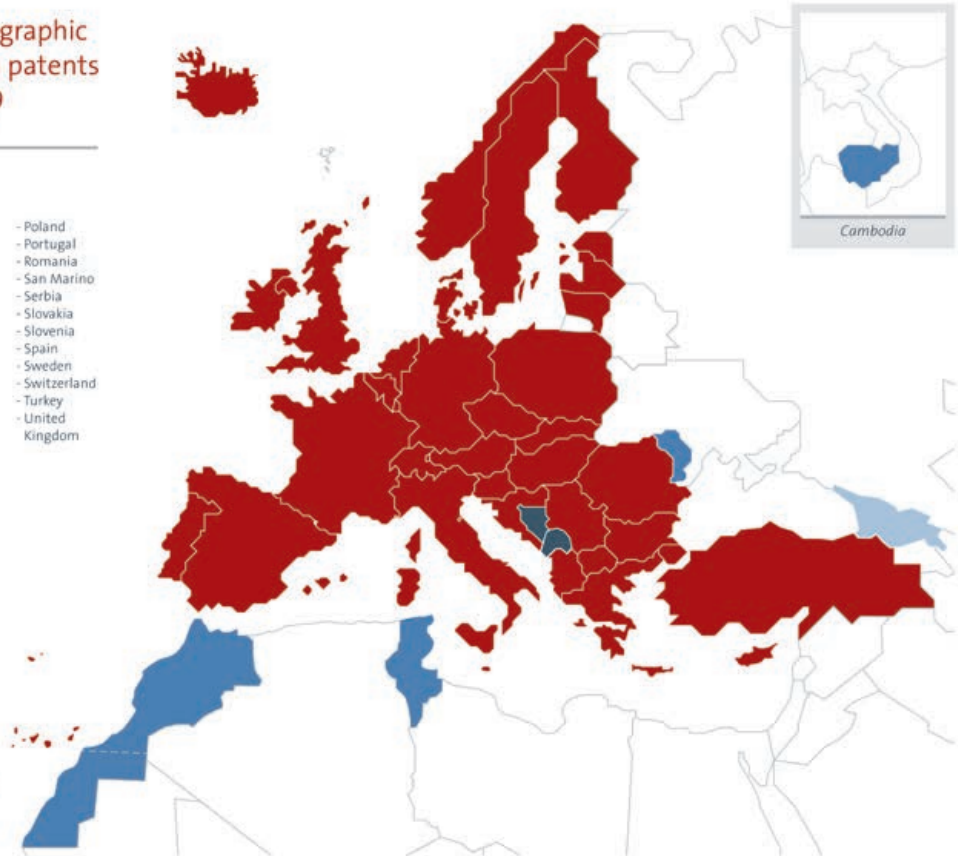 graphic
patents
- Poland
- Portugal
- Romania
- San Marino
- Serbia
- Slovakia
- Slovenia
- Spain
- Sweden
- Switzerland
- Turkey
- United
Kingdom
Cambodia